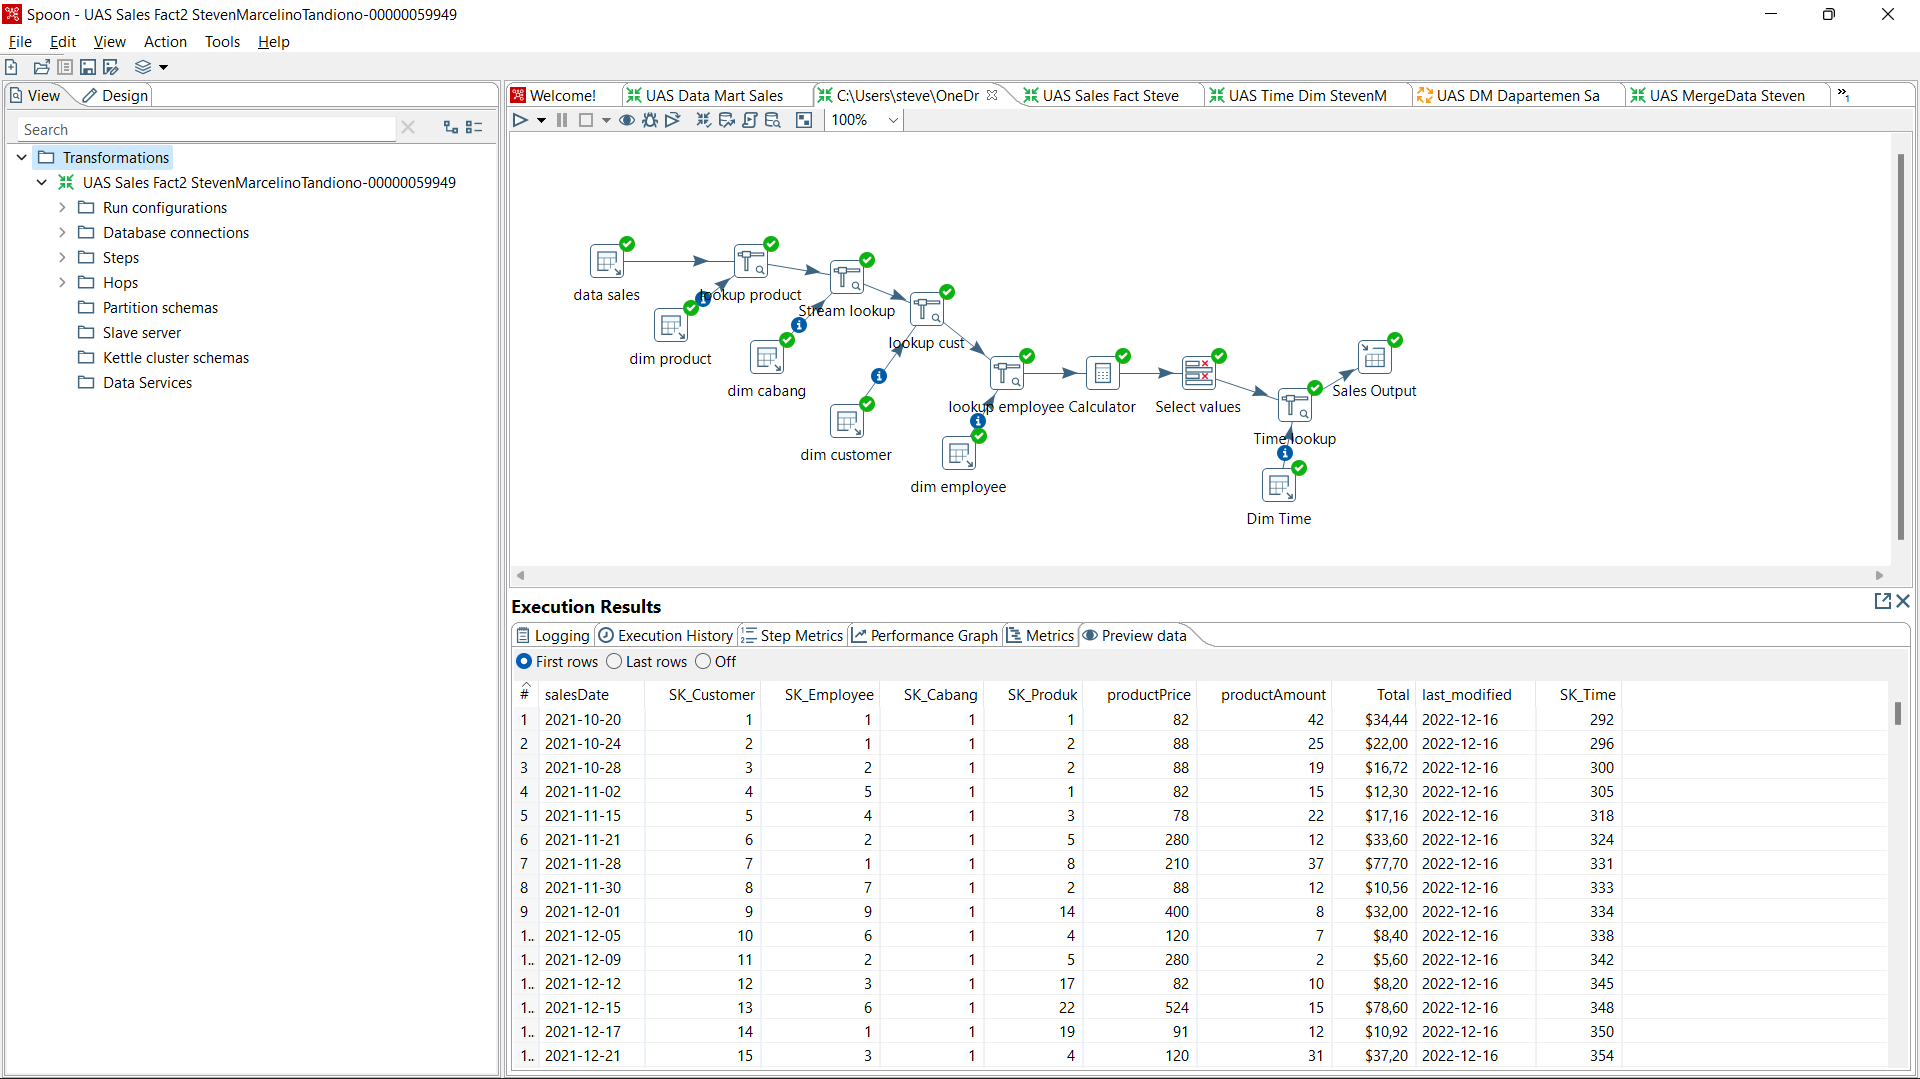 Spoon - UAS Sales Fact2 StevenMarcelinoTandiono-00000059949
File Edit View Action Tools Help
View Design
Search
Transformations
UAS Sales Fact2 StevenMarcelinoTandiono-00000059949
Run configurations
Database connections
Steps
Hops
Partition schemas
Slave server
Kettle cluster schemas
Data Services
Welcome! UAS Data Mart Sales C:\Users\steve\OneDr UAS Sales Fact Steve UAS Time Dim StevenM UAS DM Dapartemen Sa UAS MergeData Steven »1
100%
data sales
lookup product
Stream lookup
dim product
lookup cust
dim cabang
Sales Output
lookup employee
Calculator
Select values
Time lookup
dim customer
dim employee
Dim Time
Execution Results
Logging Execution History Step Metrics Performance Graph Metrics Preview data
First rows Last rows Off
# salesDate SK_Customer SK_Employee SK_Cabang SK_Produk productPrice productAmount Total last_modified SK_Time
1 2021-10-20 1 1 1 1 82 42 $34,44 2022-12-16 292
2 2021-10-24 2 1 1 2 88 25 $22,00 2022-12-16 296
3 2021-10-28 3 2 1 2 88 19 $16,72 2022-12-16 300
4 2021-11-02 4 5 1 1 82 15 $12,30 2022-12-16 305
5 2021-11-15 5 4 1 3 78 22 $17,16 2022-12-16 318
6 2021-11-21 6 2 1 5 280 12 $33,60 2022-12-16 324
7 2021-11-28 7 1 1 8 210 37 $77,70 2022-12-16 331
8 2021-11-30 8 7 1 2 88 12 $10,56 2022-12-16 333
9 2021-12-01 9 9 1 14 400 8 $32,00 2022-12-16 334
1.. 2021-12-05 10 6 1 4 120 7 $8,40 2022-12-16 338
1.. 2021-12-09 11 2 1 5 280 2 $5,60 2022-12-16 342
1.. 2021-12-12 12 3 1 17 82 10 $8,20 2022-12-16 345
1.. 2021-12-15 13 6 1 22 524 15 $78,60 2022-12-16 348
1.. 2021-12-17 14 1 1 19 91 12 $10,92 2022-12-16 350
1.. 2021-12-21 15 3 1 4 120 31 $37,20 2022-12-16 354